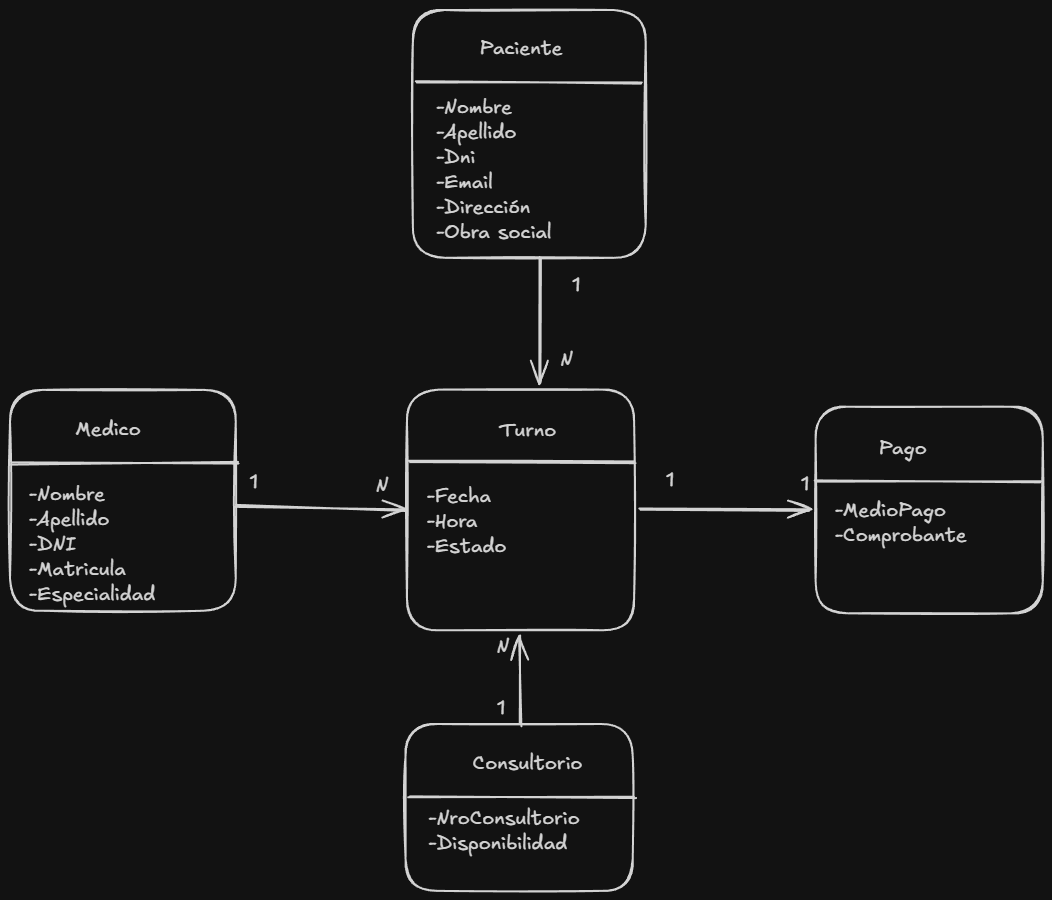 Paciente
-Nombre
-Apellido
-Dni
-Email
-Dirección
-Obra social
1
N
Medico
-Nombre
-Apellido
-DNI
-Matricula
-Especialidad
1
N
Turno
-Fecha
-Hora
-Estado
1
1
Pago
-MedioPago
-Comprobante
N
1
Consultorio
-NroConsultorio
-Disponibilidad